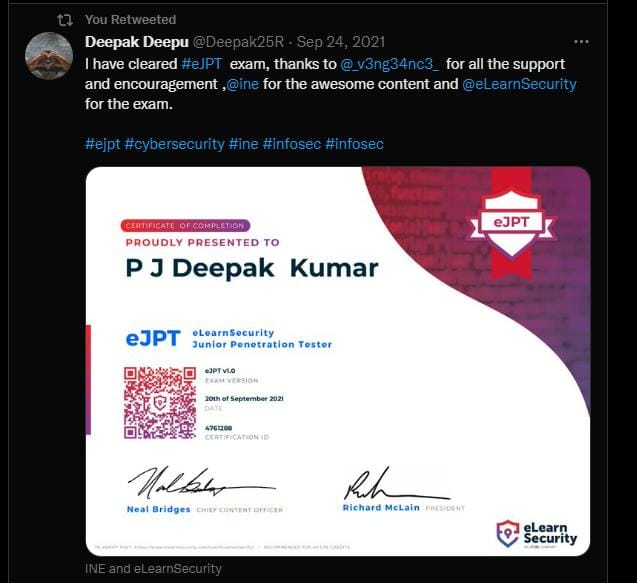 You Retweeted
Deepak Deepu @Deepak25R · Sep 24, 2021
I have cleared #eJPT exam, thanks to @_v3ng34nc3_ for all the support
and encouragement ,@ine for the awesome content and @eLearnSecurity
for the exam.
#ejpt #cybersecurity #ine #infosec #infosec
eJPT
CERTIFICATE OF COMPLETION
PROUDLY PRESENTED TO
P J Deepak Kumar
eJPT eLearnSecurity
Junior Penetration Tester
eJPT v1.0
EXAM VERSION
20th of September 2021
DATE
4761288
CERTIFICATION ID
Neal Bridges CHIEF CONTENT OFFICER
Richard McLain PRESIDENT
eLearn
Security
INE and eLearnSecurity